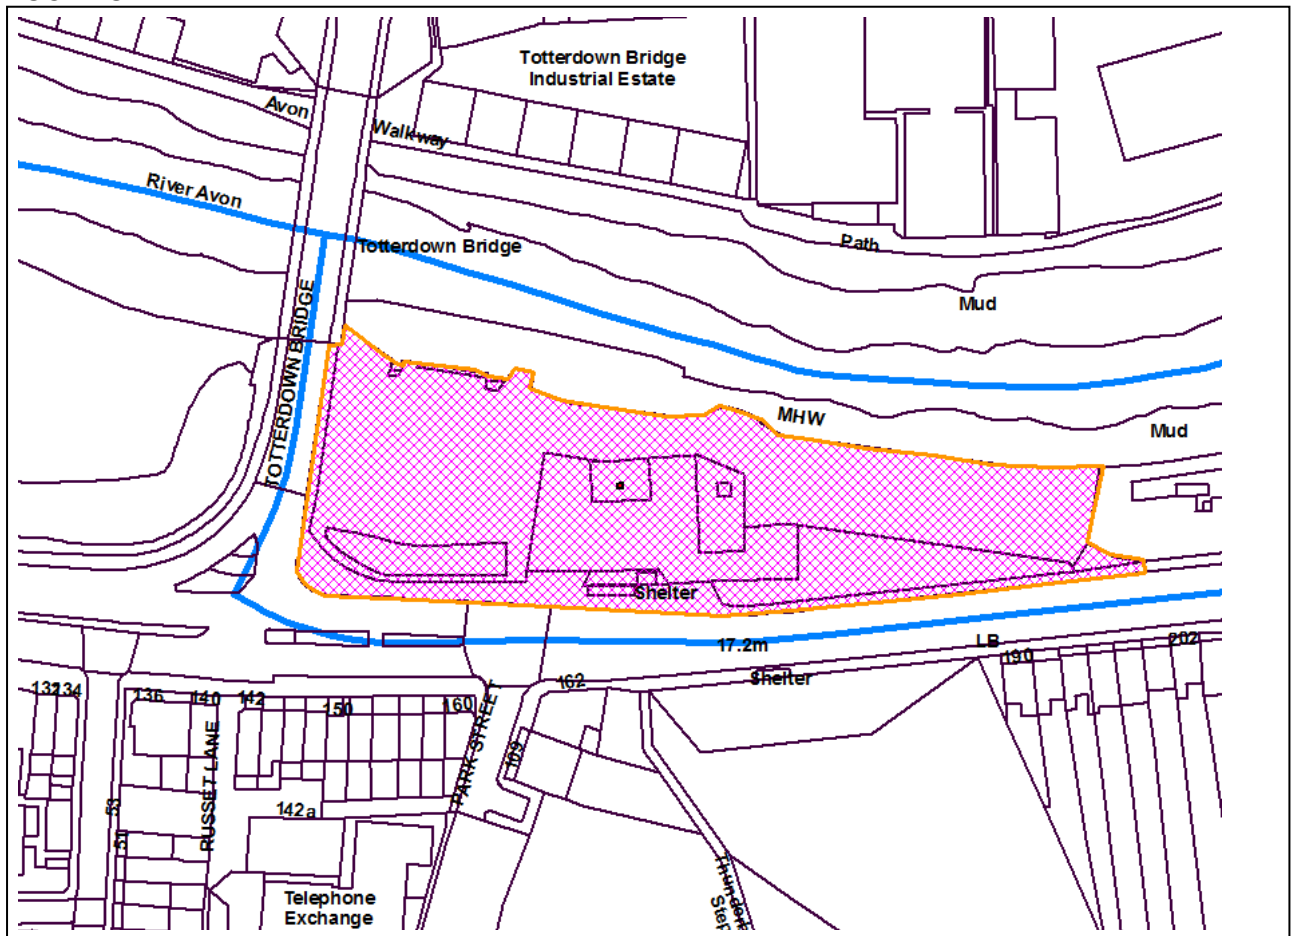 Totterdown Bridge
Industrial Estate
Avon
Walkway
River Avon
Totterdown Bridge
Path
Mud
TOTTERDOWN BRIDGE
MHW
Mud
Shelter
17.2m
LB
202
190
Shelter
162
132
134
136
140
142
150
160
PARK STREET
109
RUSSET LANE
53
51
142a
Telephone
Exchange